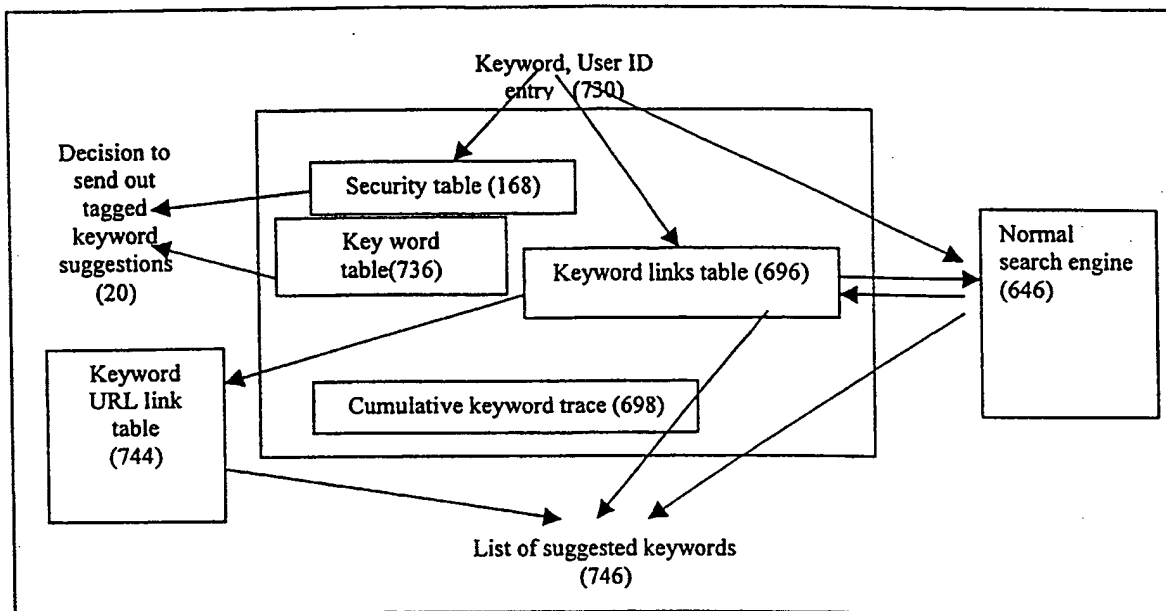 Keyword, User ID
entry (730)
Decision to
send out
tagged
keyword
suggestions
(20)
Security table (168)
Key word
table(736)
Keyword links table (696)
Normal
search engine
(646)
Keyword
URL link
table
(744)
Cumulative keyword trace (698)
List of suggested keywords
(746)